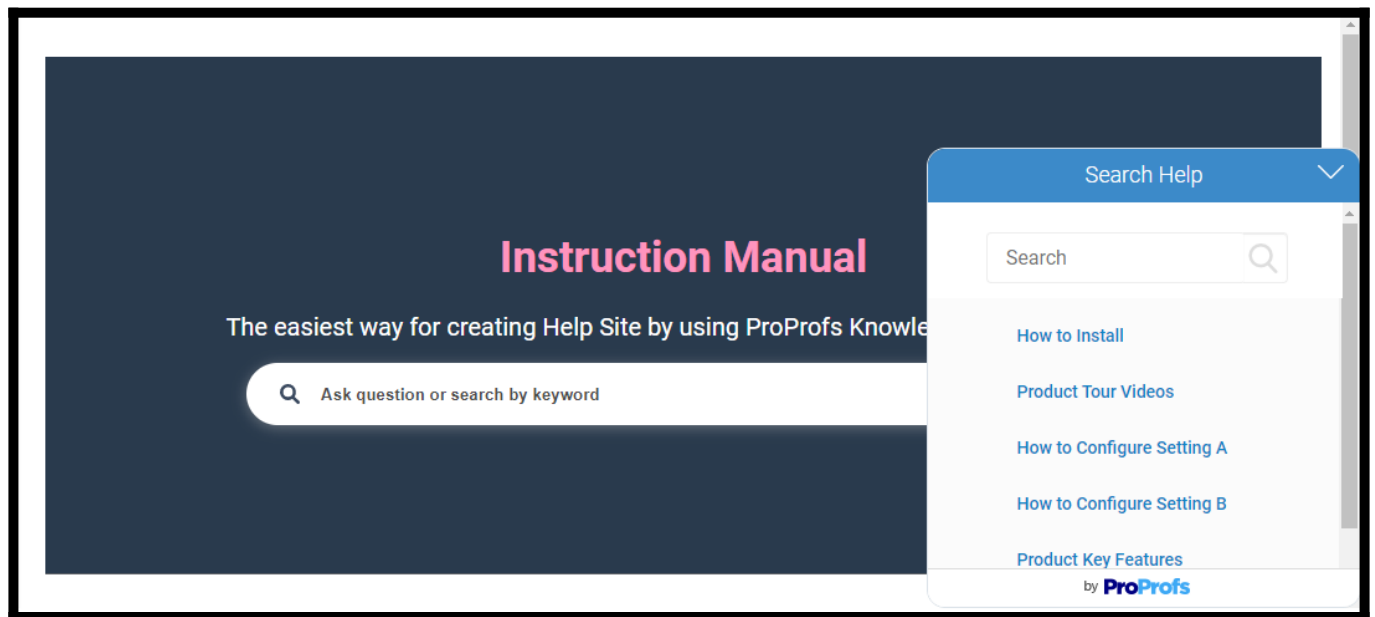 Instruction Manual
The easiest way for creating Help Site by using ProProfs Knowle
Ask question or search by keyword
Search Help
Search
How to Install
Product Tour Videos
How to Configure Setting A
How to Configure Setting B
Product Key Features
by ProProfs